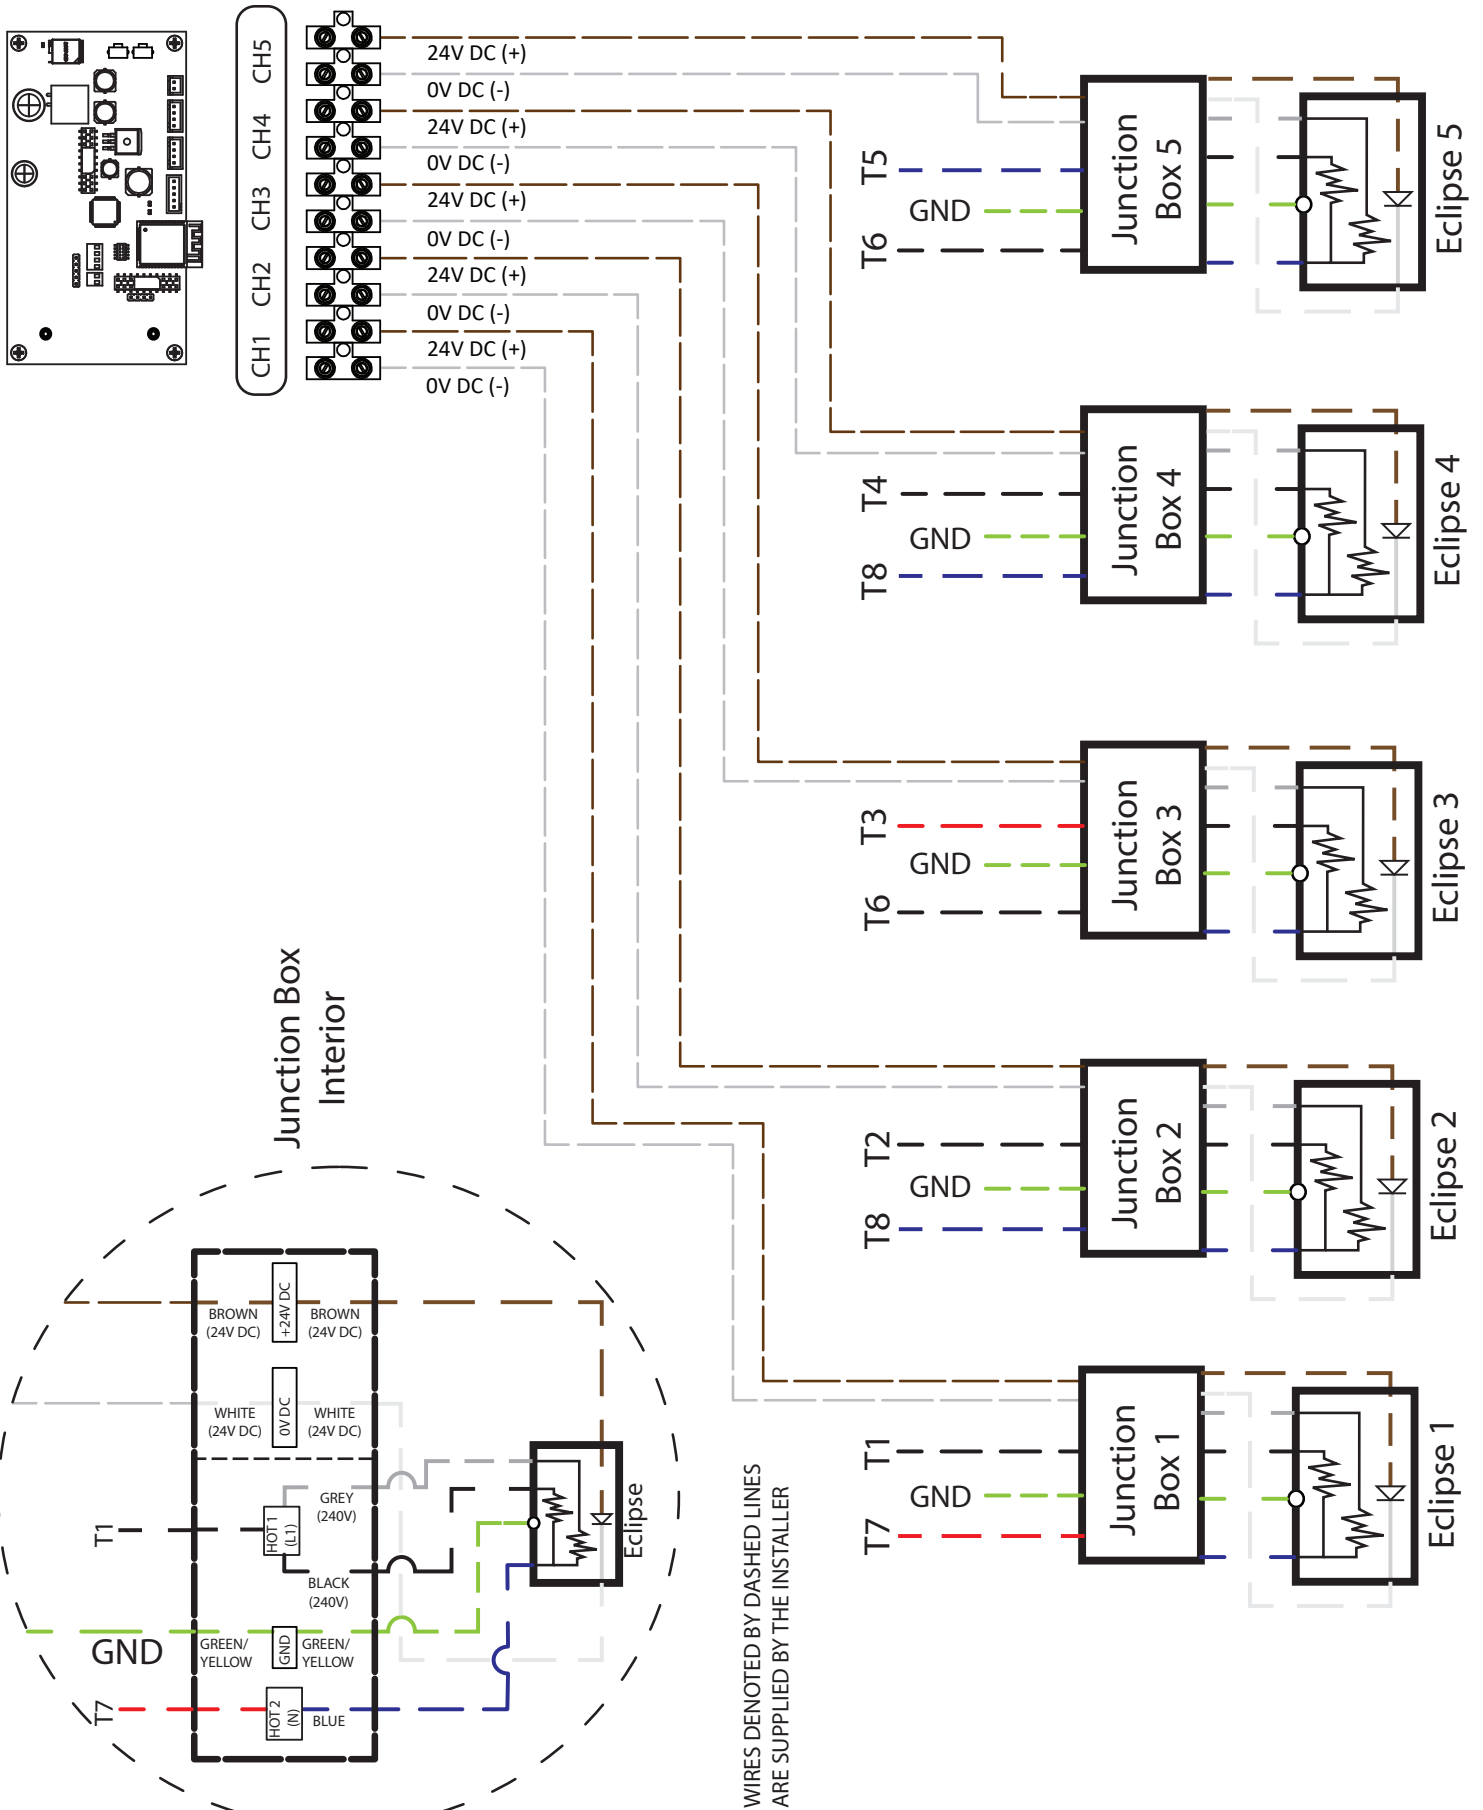 CH5
CH4
CH3
CH2
CH1
24V DC (+)
0V DC (-)
24V DC (+)
0V DC (-)
24V DC (+)
0V DC (-)
24V DC (+)
0V DC (-)
24V DC (+)
0V DC (-)
T5
GND
T6
Junction
Box 5
Eclipse 5
T4
GND
T8
Junction
Box 4
Eclipse 4
T3
GND
T6
Junction
Box 3
Eclipse 3
T2
GND
T8
Junction
Box 2
Eclipse 2
T1
GND
T7
Junction
Box 1
Eclipse 1
Junction Box
Interior
BROWN
(24V DC)
+24V DC
BROWN
(24V DC)
WHITE
(24V DC)
0V DC
WHITE
(24V DC)
T1
HOT 1
(L1)
GREY
(240V)
BLACK
(240V)
GND
GREEN/
YELLOW
GND
GREEN/
YELLOW
T7
HOT 2
(N)
BLUE
Eclipse
WIRES DENOTED BY DASHED LINES
ARE SUPPLIED BY THE INSTALLER